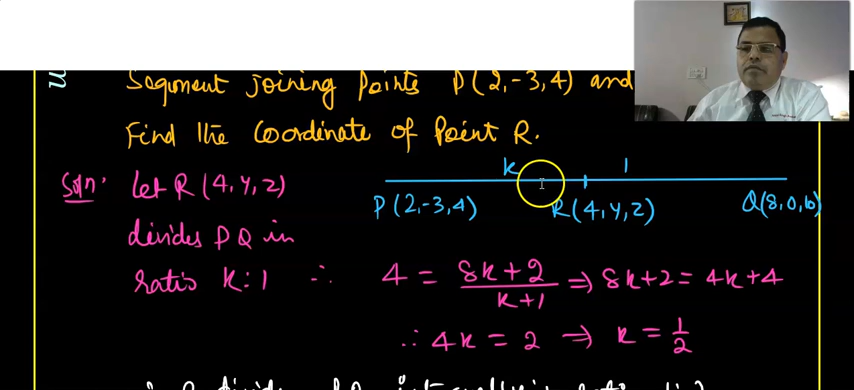 Segment joining Points P(2,-3,4) and
Find the Coordinate of Point R.
Soln. Let R(4,y,z)
divides PQ in
ratio k:1
k 1
P(2,-3,4) R(4,y,z) Q(8,0,10)
∴ 4 = 8k+2/k+1 ⇒ 8k+2 = 4k+4
∴ 4k = 2 ⇒ k = 1/2